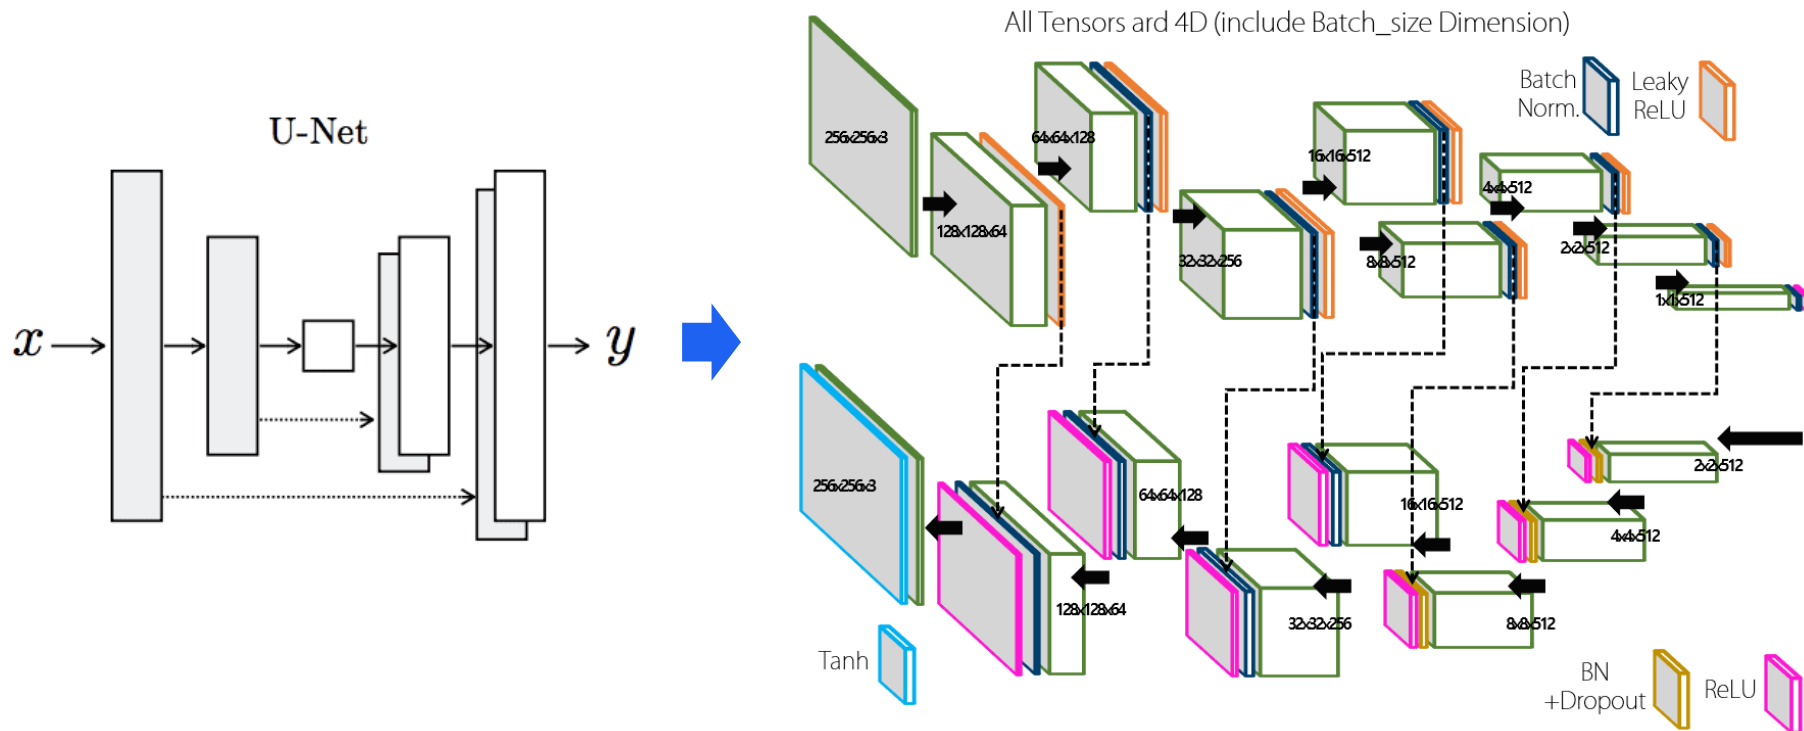 All Tensors ard 4D (include Batch_size Dimension)
U-Net
x
y
Batch
Norm.
Leaky
ReLU
256x256x3
128x128x64
64x64x128
32x32x256
16x16x512
8x8x512
4x4x512
2x2x512
1x1x512
2x2x512
4x4x512
8x8x512
16x16x512
32x32x256
64x64x128
128x128x64
256x256x3
Tanh
BN
+Dropout
ReLU